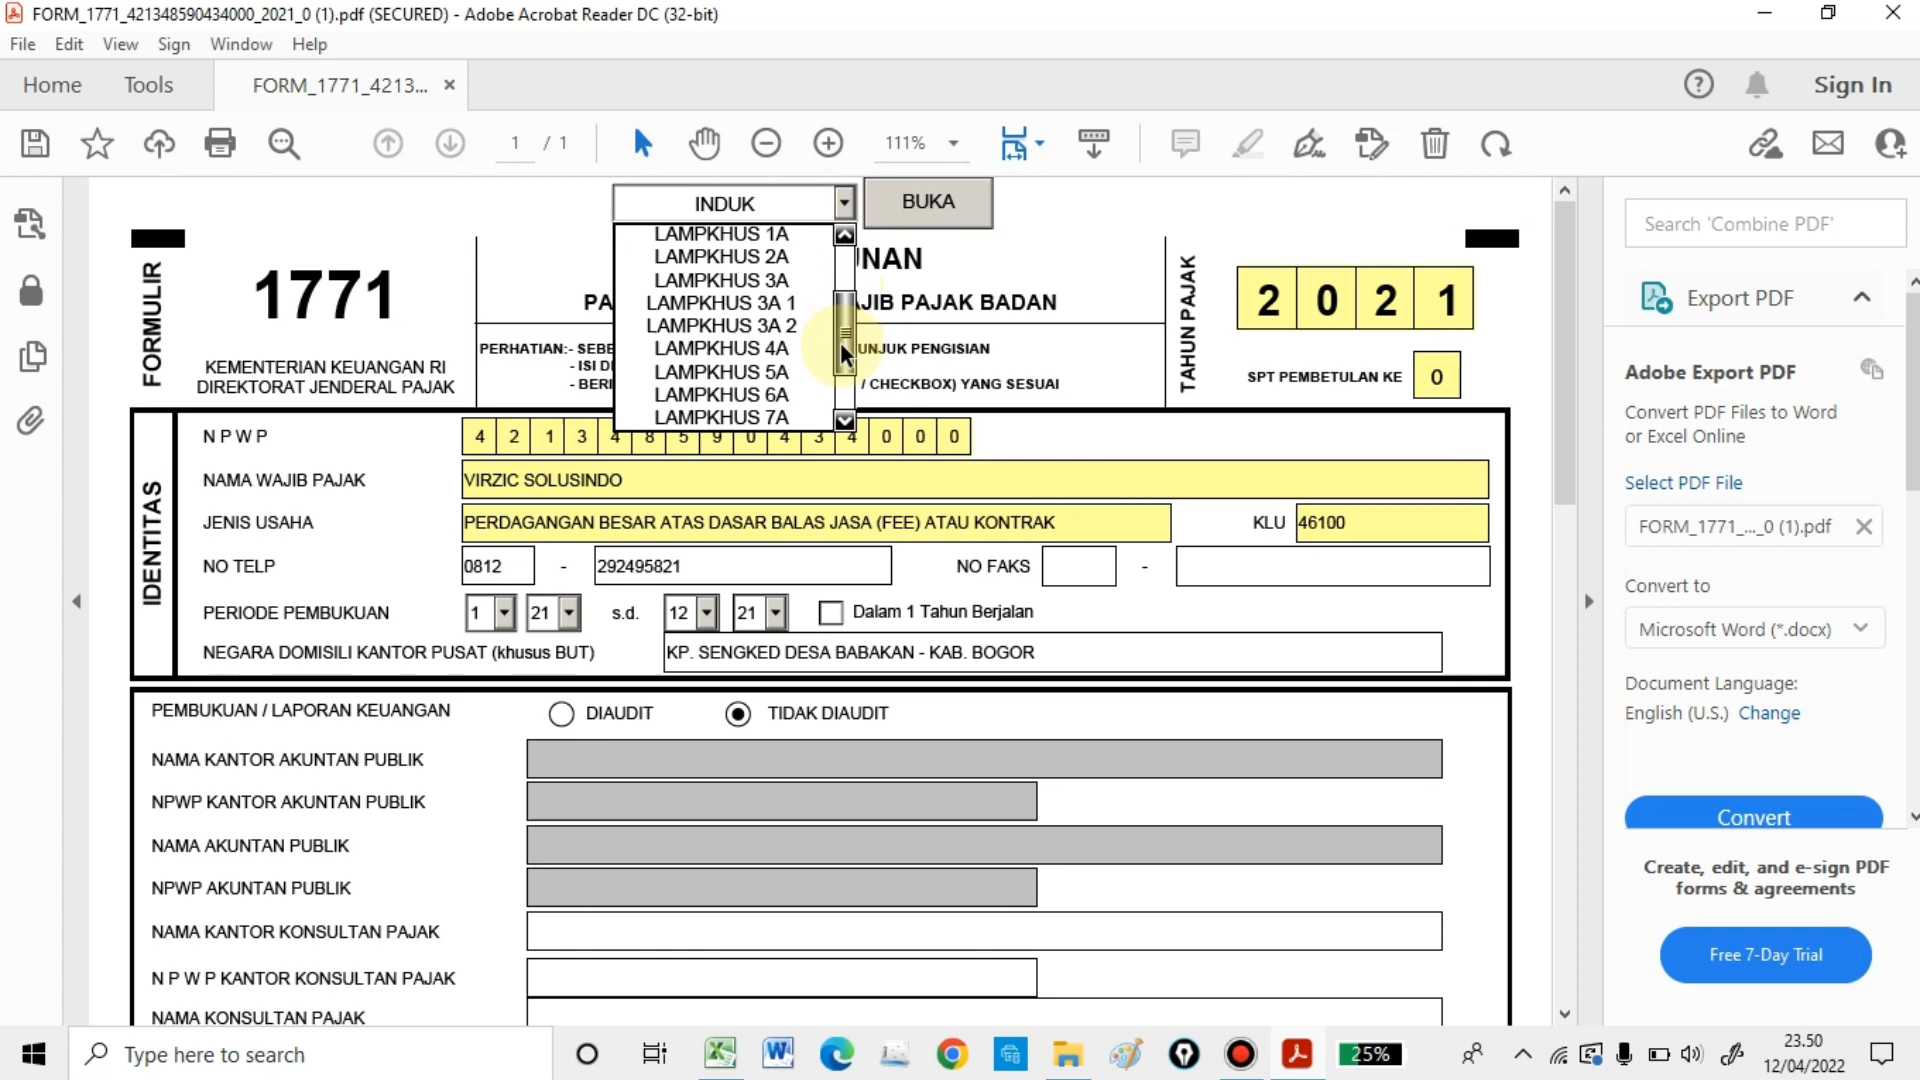 FORM_1771_421348590434000_2021_0 (1).pdf (SECURED) - Adobe Acrobat Reader DC (32-bit)
File Edit View Sign Window Help
Home Tools FORM_1771_4213... × Sign In
1 / 1 111%
INDUK BUKA
LAMPKHUS 1A
LAMPKHUS 2A
LAMPKHUS 3A
LAMPKHUS 3A 1
LAMPKHUS 3A 2
LAMPKHUS 4A
LAMPKHUS 5A
LAMPKHUS 6A
LAMPKHUS 7A
FORMULIR
1771
KEMENTERIAN KEUANGAN RI
DIREKTORAT JENDERAL PAJAK
UNAN
PA JIB PAJAK BADAN
PERHATIAN:- SEBE UNJUK PENGISIAN
- ISI DI
- BERI / CHECKBOX) YANG SESUAI
TAHUN PAJAK
2 0 2 1
SPT PEMBETULAN KE 0
IDENTITAS
N P W P 4 2 1 3 4 8 5 9 0 4 3 4 0 0 0
NAMA WAJIB PAJAK VIRZIC SOLUSINDO
JENIS USAHA PERDAGANGAN BESAR ATAS DASAR BALAS JASA (FEE) ATAU KONTRAK KLU 46100
NO TELP 0812 - 292495821 NO FAKS -
PERIODE PEMBUKUAN 1 21 s.d. 12 21 Dalam 1 Tahun Berjalan
NEGARA DOMISILI KANTOR PUSAT (khusus BUT) KP. SENGKED DESA BABAKAN - KAB. BOGOR
PEMBUKUAN / LAPORAN KEUANGAN DIAUDIT TIDAK DIAUDIT
NAMA KANTOR AKUNTAN PUBLIK
NPWP KANTOR AKUNTAN PUBLIK
NAMA AKUNTAN PUBLIK
NPWP AKUNTAN PUBLIK
NAMA KANTOR KONSULTAN PAJAK
N P W P KANTOR KONSULTAN PAJAK
NAMA KONSULTAN PAJAK
Search 'Combine PDF'
Export PDF
Adobe Export PDF
Convert PDF Files to Word
or Excel Online
Select PDF File
FORM_1771_..._0 (1).pdf
Convert to
Microsoft Word (*.docx)
Document Language:
English (U.S.) Change
Convert
Create, edit, and e-sign PDF
forms & agreements
Free 7-Day Trial
Type here to search
25%
23.50
12/04/2022